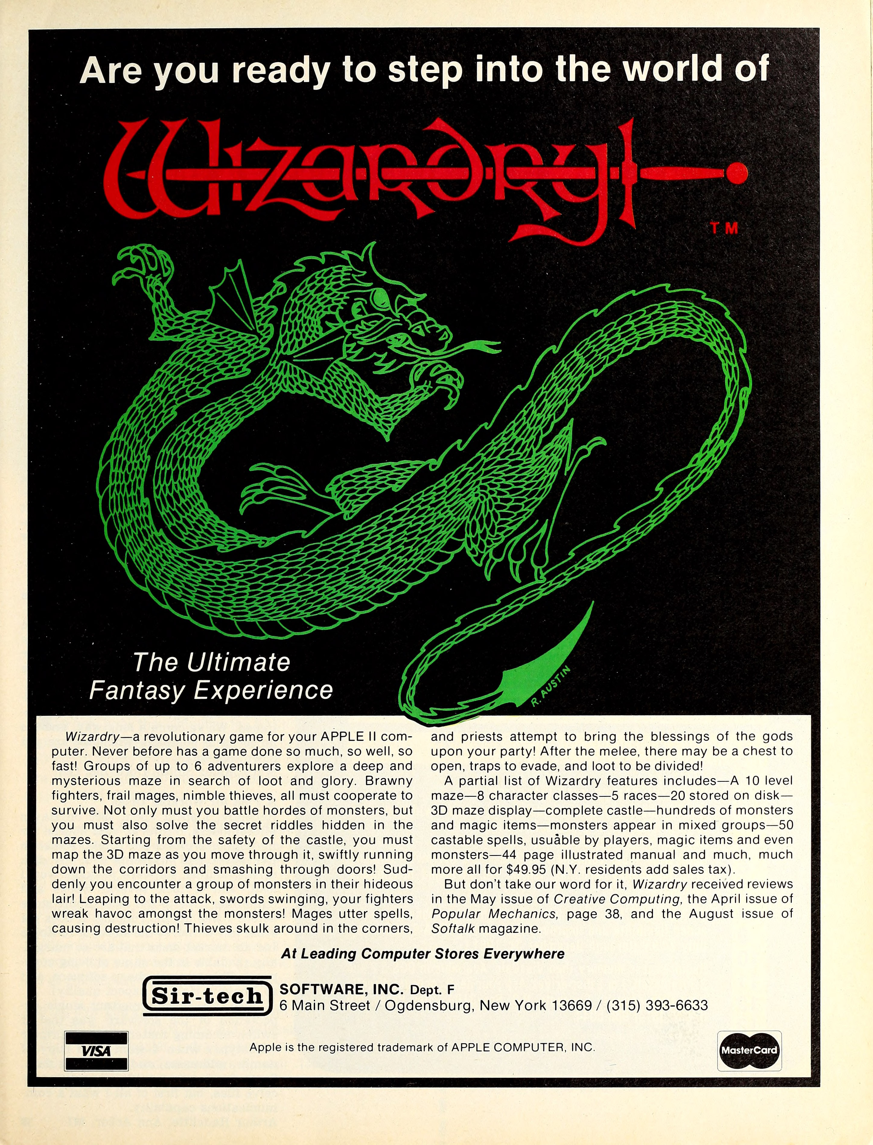 Are you ready to step into the world of
Wizardry
TM
The Ultimate
Fantasy Experience
R. AUSTIN
Wizardry—a revolutionary game for your APPLE II com-
puter. Never before has a game done so much, so well, so
fast! Groups of up to 6 adventurers explore a deep and
mysterious maze in search of loot and glory. Brawny
fighters, frail mages, nimble thieves, all must cooperate to
survive. Not only must you battle hordes of monsters, but
you must also solve the secret riddles hidden in the
mazes. Starting from the safety of the castle, you must
map the 3D maze as you move through it, swiftly running
down the corridors and smashing through doors! Sud-
denly you encounter a group of monsters in their hideous
lair! Leaping to the attack, swords swinging, your fighters
wreak havoc amongst the monsters! Mages utter spells,
causing destruction! Thieves skulk around in the corners,
and priests attempt to bring the blessings of the gods
upon your party! After the melee, there may be a chest to
open, traps to evade, and loot to be divided!
A partial list of Wizardry features includes—A 10 level
maze—8 character classes—5 races—20 stored on disk—
3D maze display—complete castle—hundreds of monsters
and magic items—monsters appear in mixed groups—50
castable spells, usuable by players, magic items and even
monsters—44 page illustrated manual and much, much
more all for $49.95 (N.Y. residents add sales tax).
But don't take our word for it, Wizardry received reviews
in the May issue of Creative Computing, the April issue of
Popular Mechanics, page 38, and the August issue of
Softalk magazine.
At Leading Computer Stores Everywhere
Sir-tech SOFTWARE, INC. Dept. F
6 Main Street / Ogdensburg, New York 13669 / (315) 393-6633
VISA
Apple is the registered trademark of APPLE COMPUTER, INC.
MasterCard